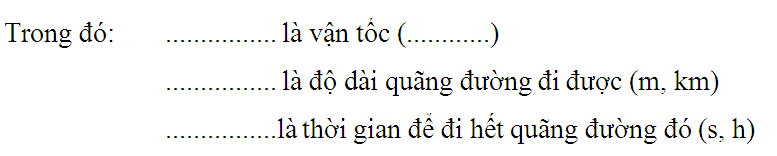 Trong đó: ................ là vận tốc (............)
................ là độ dài quãng đường đi được (m, km)
................là thời gian để đi hết quãng đường đó (s, h)